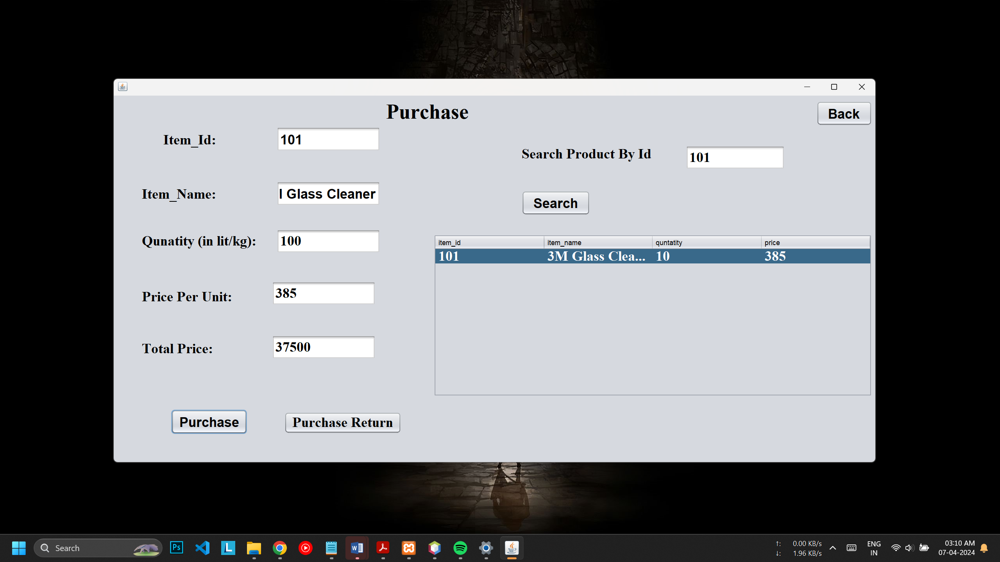 Purchase
Back
Item_Id:
101
Search Product By Id
101
Item_Name:
l Glass Cleaner
Search
Qunatity (in lit/kg):
100
item_id item_name quntatity price
101 3M Glass Clea... 10 385
Price Per Unit:
385
Total Price:
37500
Purchase
Purchase Return
Search
Ps
L
W
↑: 0.00 KB/s
↓: 1.96 KB/s
ENG
IN
03:10 AM
07-04-2024